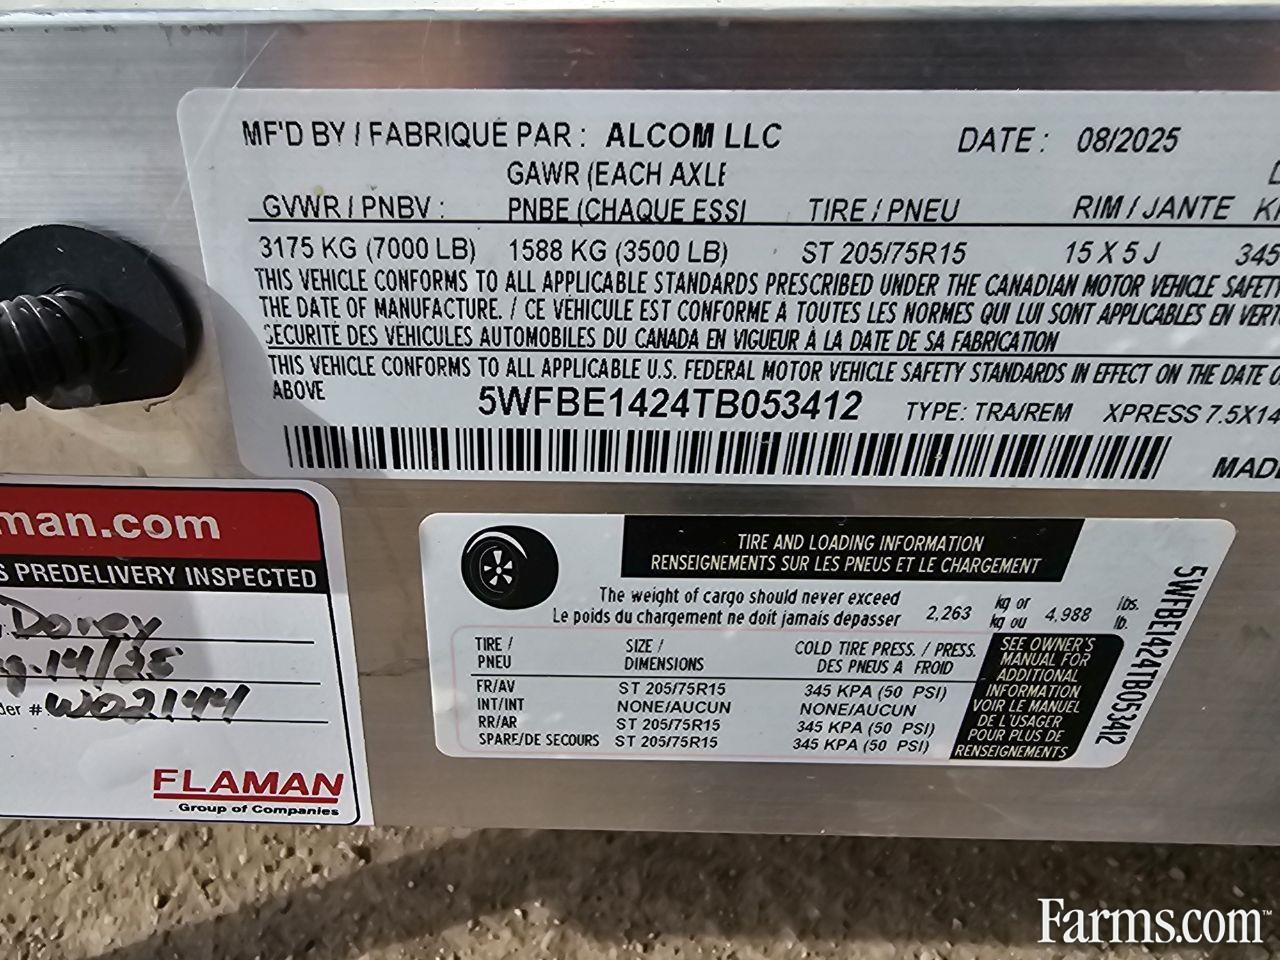 MF'D BY / FABRIQUE PAR : ALCOM LLC DATE : 08/2025
GAWR (EACH AXLE
GVWR / PNBV : PNBE (CHAQUE ESSI TIRE / PNEU RIM / JANTE
3175 KG (7000 LB) 1588 KG (3500 LB) ST 205/75R15 15 X 5 J 345
THIS VEHICLE CONFORMS TO ALL APPLICABLE STANDARDS PRESCRIBED UNDER THE CANADIAN MOTOR VEHICLE SAFETY
THE DATE OF MANUFACTURE. / CE VÉHICULE EST CONFORME À TOUTES LES NORMES QUI LUI SONT APPLICABLES EN VERT
SÉCURITÉ DES VÉHICULES AUTOMOBILES DU CANADA EN VIGUEUR À LA DATE DE SA FABRICATION
THIS VEHICLE CONFORMS TO ALL APPLICABLE U.S. FEDERAL MOTOR VEHICLE SAFETY STANDARDS IN EFFECT ON THE DATE O
ABOVE
5WFBE1424TB053412 TYPE: TRA/REM XPRESS 7.5X14
MADE
man.com
S PREDELIVERY INSPECTED
Dorey
g-14/25
der # W02144
FLAMAN
Group of Companies
TIRE AND LOADING INFORMATION
RENSEIGNEMENTS SUR LES PNEUS ET LE CHARGEMENT
The weight of cargo should never exceed
Le poids du chargement ne doit jamais depasser
2,263 kg or kg ou 4,988 lbs. lb.
TIRE / PNEU SIZE / DIMENSIONS COLD TIRE PRESS. / PRESS. DES PNEUS A FROID
FR/AV ST 205/75R15 345 KPA (50 PSI)
INT/INT NONE/AUCUN NONE/AUCUN
RR/AR ST 205/75R15 345 KPA (50 PSI)
SPARE/DE SECOURS ST 205/75R15 345 KPA (50 PSI)
SEE OWNER'S
MANUAL FOR
ADDITIONAL
INFORMATION
VOIR LE MANUEL
DE L'USAGER
POUR PLUS DE
RENSEIGNEMENTS
5WFBE1424TB053412
Farms.com™